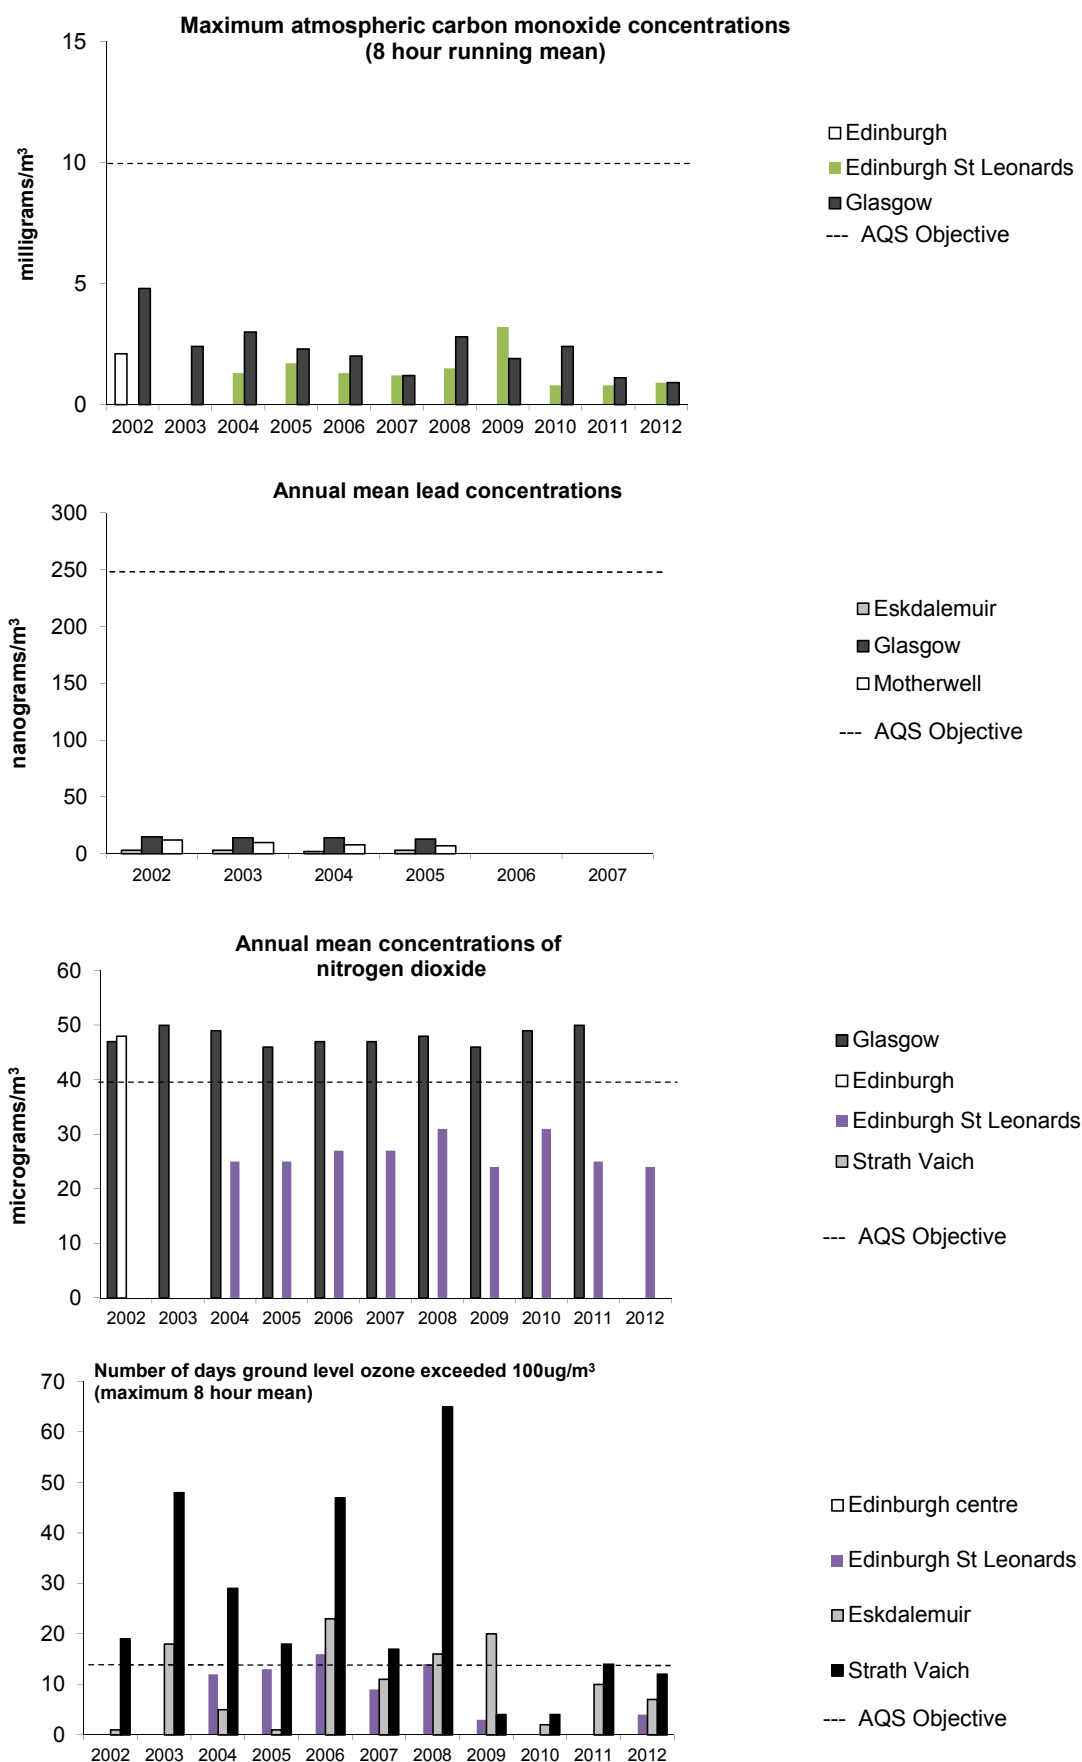 Maximum atmospheric carbon monoxide concentrations
(8 hour running mean)
15
10
5
0
milligrams/m³
2002 2003 2004 2005 2006 2007 2008 2009 2010 2011 2012
Edinburgh
Edinburgh St Leonards
Glasgow
--- AQS Objective
Annual mean lead concentrations
300
250
200
150
100
50
0
nanograms/m³
2002 2003 2004 2005 2006 2007
Eskdalemuir
Glasgow
Motherwell
--- AQS Objective
Annual mean concentrations of
nitrogen dioxide
60
50
40
30
20
10
0
micrograms/m³
2002 2003 2004 2005 2006 2007 2008 2009 2010 2011 2012
Glasgow
Edinburgh
Edinburgh St Leonards
Strath Vaich
--- AQS Objective
Number of days ground level ozone exceeded 100ug/m³
(maximum 8 hour mean)
70
60
50
40
30
20
10
0
2002 2003 2004 2005 2006 2007 2008 2009 2010 2011 2012
Edinburgh centre
Edinburgh St Leonards
Eskdalemuir
Strath Vaich
--- AQS Objective